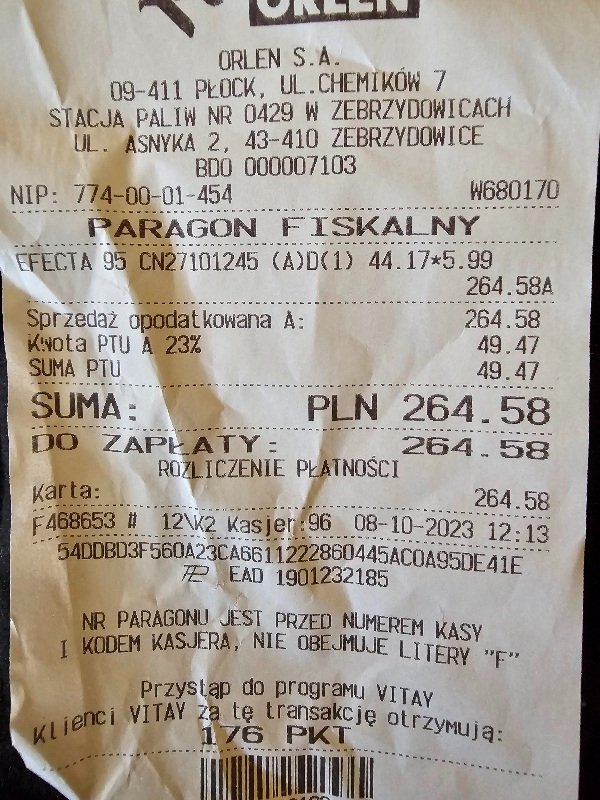 ORLEN
ORLEN S.A.
09-411 PŁOCK, UL.CHEMIKÓW 7
STACJA PALIW NR 0429 W ZEBRZYDOWICACH
UL. ASNYKA 2, 43-410 ZEBRZYDOWICE
BDO 000007103
NIP: 774-00-01-454 W680170
PARAGON FISKALNY
EFECTA 95 CN27101245 (A)D(1) 44.17*5.99
264.58A
Sprzedaż opodatkowana A: 264.58
Kwota PTU A 23% 49.47
SUMA PTU 49.47
SUMA: PLN 264.58
DO ZAPŁATY: 264.58
ROZLICZENIE PŁATNOŚCI
Karta: 264.58
F468653 # 12\K2 Kasjer:96 08-10-2023 12:13
54DDBD3F560A23CA6611222860445AC0A95DE41E
EAD 1901232185
NR PARAGONU JEST PRZED NUMEREM KASY
I KODEM KASJERA, NIE OBEJMUJE LITERY "F"
Przystąp do programu VITAY
Klienci VITAY za tę transakcję otrzymują:
176 PKT